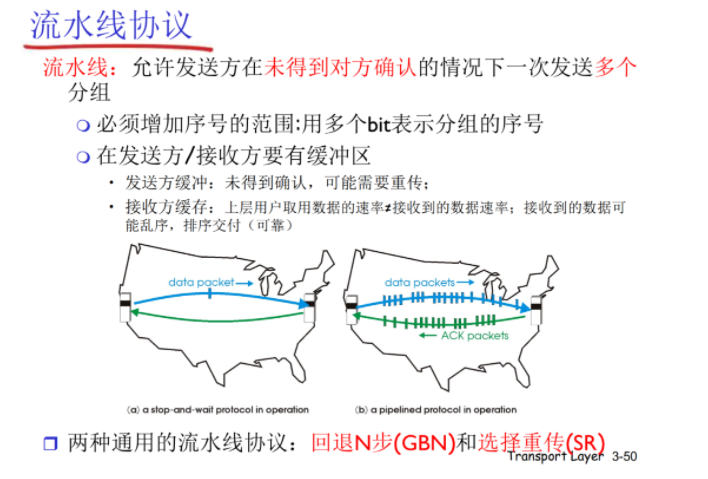 流水线协议
流水线：允许发送方在未得到对方确认的情况下一次发送多个
分组
必须增加序号的范围:用多个bit表示分组的序号
在发送方/接收方要有缓冲区
• 发送方缓冲：未得到确认，可能需要重传；
• 接收方缓存：上层用户取用数据的速率≠接收到的数据速率；接收到的数据可
能乱序，排序交付（可靠）
data packet
data packets
ACK packets
(a) a stop-and-wait protocol in operation
(b) a pipelined protocol in operation
两种通用的流水线协议：回退N步(GBN)和选择重传(SR)
Transport Layer 3-50